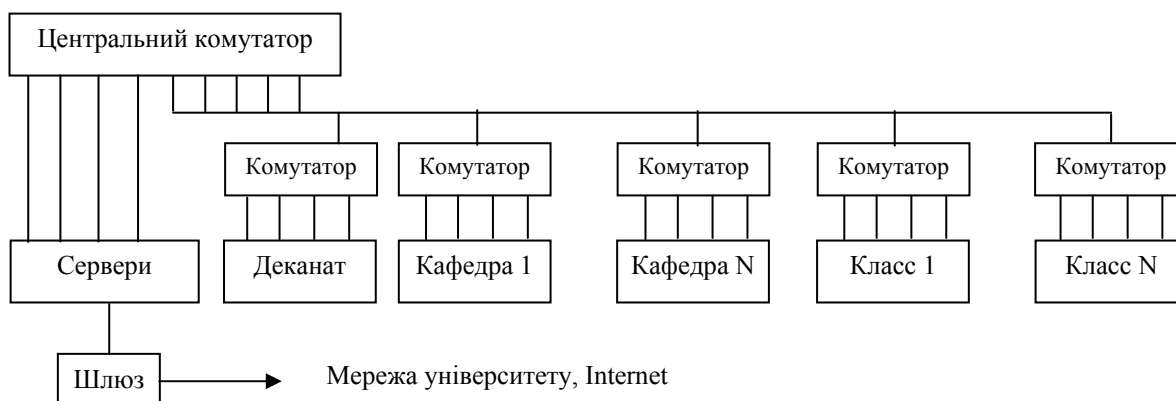 Центральний комутатор
Комутатор
Комутатор
Комутатор
Комутатор
Комутатор
Сервери
Деканат
Кафедра 1
Кафедра N
Класс 1
Класс N
Шлюз
Мережа університету, Internet